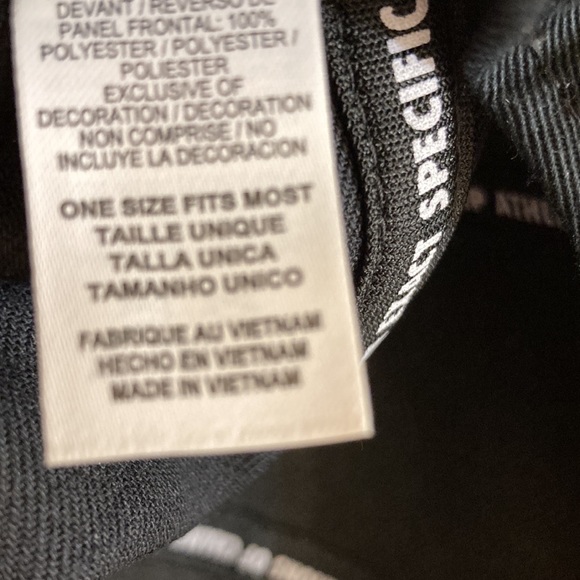 DEVANT / REVERSO DE
PANEL FRONTAL: 100%
POLYESTER / POLYESTER /
POLIESTER
EXCLUSIVE OF
DECORATION / DECORATION
NON COMPRISE / NO
INCLUYE LA DECORACION
ONE SIZE FITS MOST
TAILLE UNIQUE
TALLA UNICA
TAMANHO UNICO
FABRIQUE AU VIETNAM
HECHO EN VIETNAM
MADE IN VIETNAM
SPECIFIC